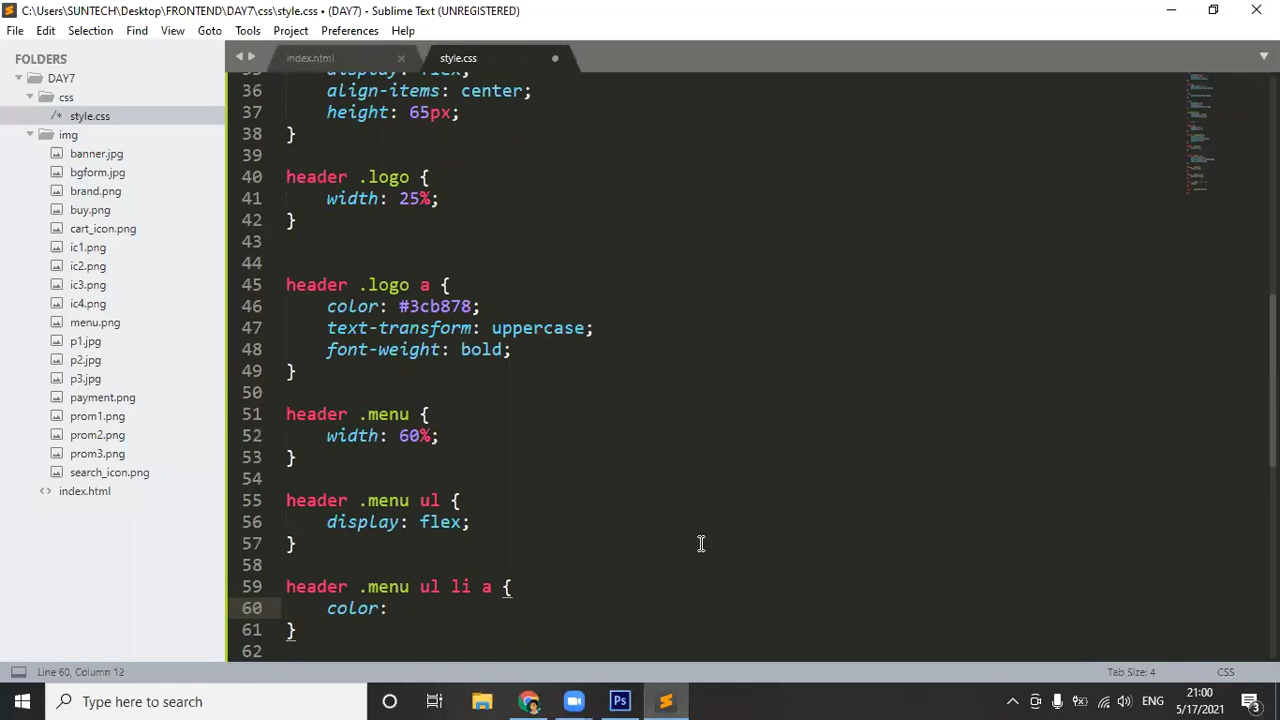 C:\Users\SUNTECH\Desktop\FRONTEND\DAY7\css\style.css • (DAY7) - Sublime Text (UNREGISTERED)
File Edit Selection Find View Goto Tools Project Preferences Help
FOLDERS
DAY7
css
/* style.css
img
banner.jpg
bgform.jpg
brand.png
buy.png
cart_icon.png
ic1.png
ic2.png
ic3.png
ic4.png
menu.png
p1.jpg
p2.jpg
p3.jpg
payment.png
prom1.png
prom2.png
prom3.png
search_icon.png
<> index.html
index.html
style.css
35 display: flex;
36 align-items: center;
37 height: 65px;
38 }
39
40 header .logo {
41 width: 25%;
42 }
43
44
45 header .logo a {
46 color: #3cb878;
47 text-transform: uppercase;
48 font-weight: bold;
49 }
50
51 header .menu {
52 width: 60%;
53 }
54
55 header .menu ul {
56 display: flex;
57 }
58
59 header .menu ul li a {
60 color:
61 }
62
Line 60, Column 12
Tab Size: 4
CSS
Type here to search
Ps
ENG
21:00
5/17/2021
3